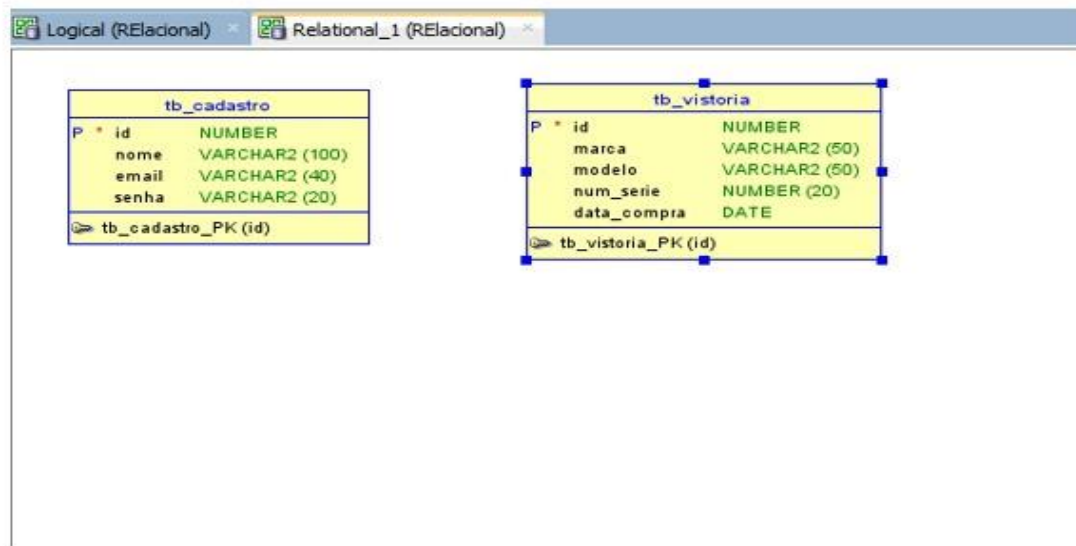 Logical (RElacional) Relational_1 (RElacional)
tb_cadastro
P * id NUMBER
nome VARCHAR2 (100)
email VARCHAR2 (40)
senha VARCHAR2 (20)
tb_cadastro_PK (id)
tb_vistoria
P * id NUMBER
marca VARCHAR2 (50)
modelo VARCHAR2 (50)
num_serie NUMBER (20)
data_compra DATE
tb_vistoria_PK (id)